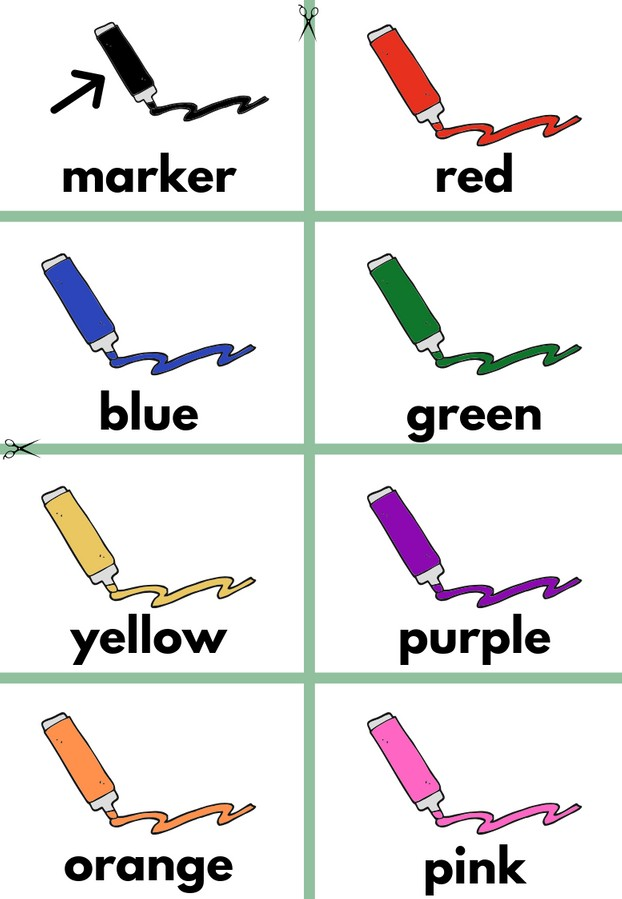 marker
red
blue
green
yellow
purple
orange
pink